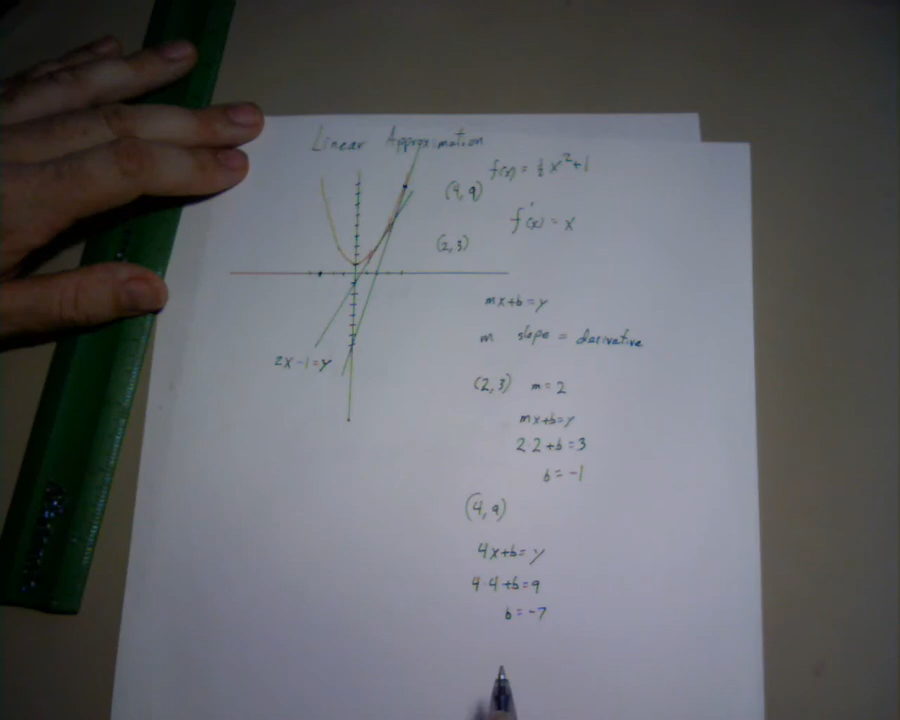 Linear Approximation
f(x) = ½ x² + 1
(4, 9)
f'(x) = x
(2, 3)
mx+b=y
m slope = derivative
2x-1=y
(2, 3) m = 2
mx+b=y
2 2 + b = 3
b = -1
(4, 9)
4x+b=y
4 4 + b = 9
b = -7